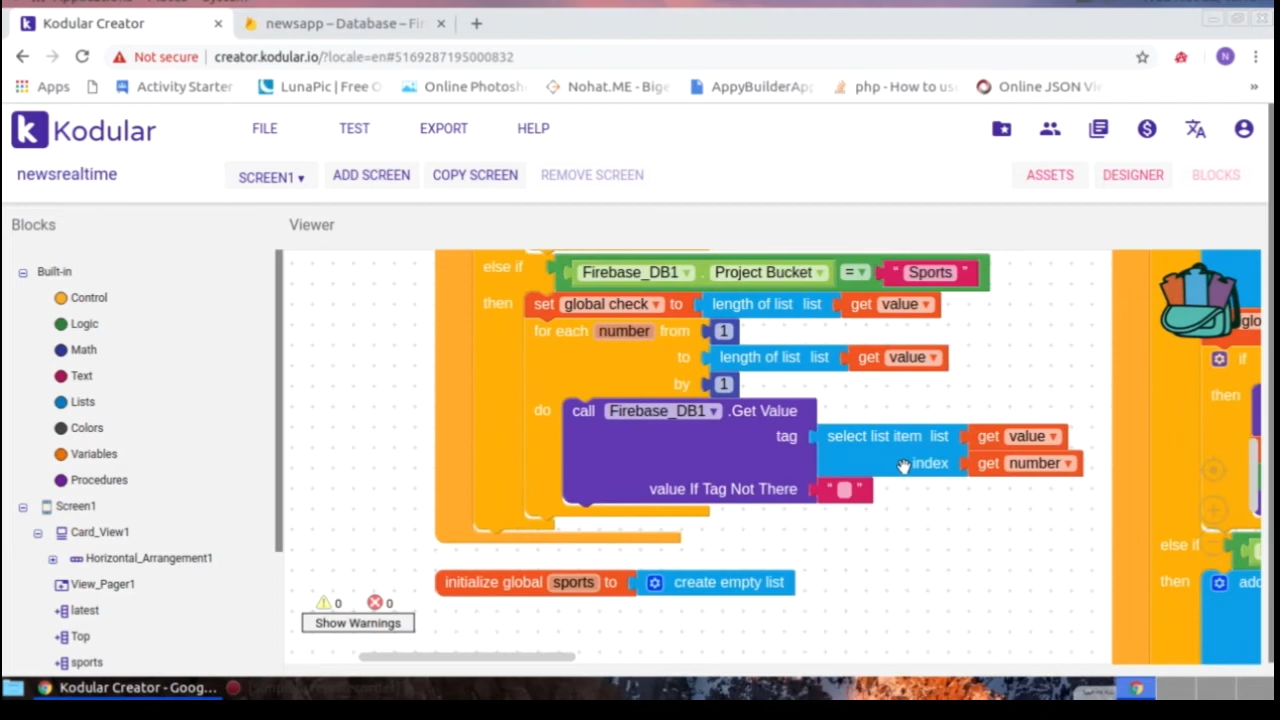 Kodular Creator
newsapp – Database – Fir
Not secure
creator.kodular.io/?locale=en#5169287195000832
N
Apps
Activity Starter
LunaPic | Free
Online Photosh
Nohat.ME - Bige
AppyBuilderApp
php - How to us
Online JSON Vi
»
k Kodular
FILE
TEST
EXPORT
HELP
newsrealtime
SCREEN1 ▾
ADD SCREEN
COPY SCREEN
REMOVE SCREEN
ASSETS
DESIGNER
BLOCKS
Blocks
Viewer
Built-in
Control
Logic
Math
Text
Lists
Colors
Variables
Procedures
Screen1
Card_View1
Horizontal_Arrangement1
View_Pager1
latest
Top
sports
else if Firebase_DB1 . Project Bucket = " Sports "
then set global check to length of list list get value
for each number from 1
to length of list list get value
by 1
do call Firebase_DB1 .Get Value
tag select list item list get value
index get number
value If Tag Not There " "
initialize global sports to create empty list
glo
if
then
else if
then
add
0 0
Show Warnings
Kodular Creator - Goog...